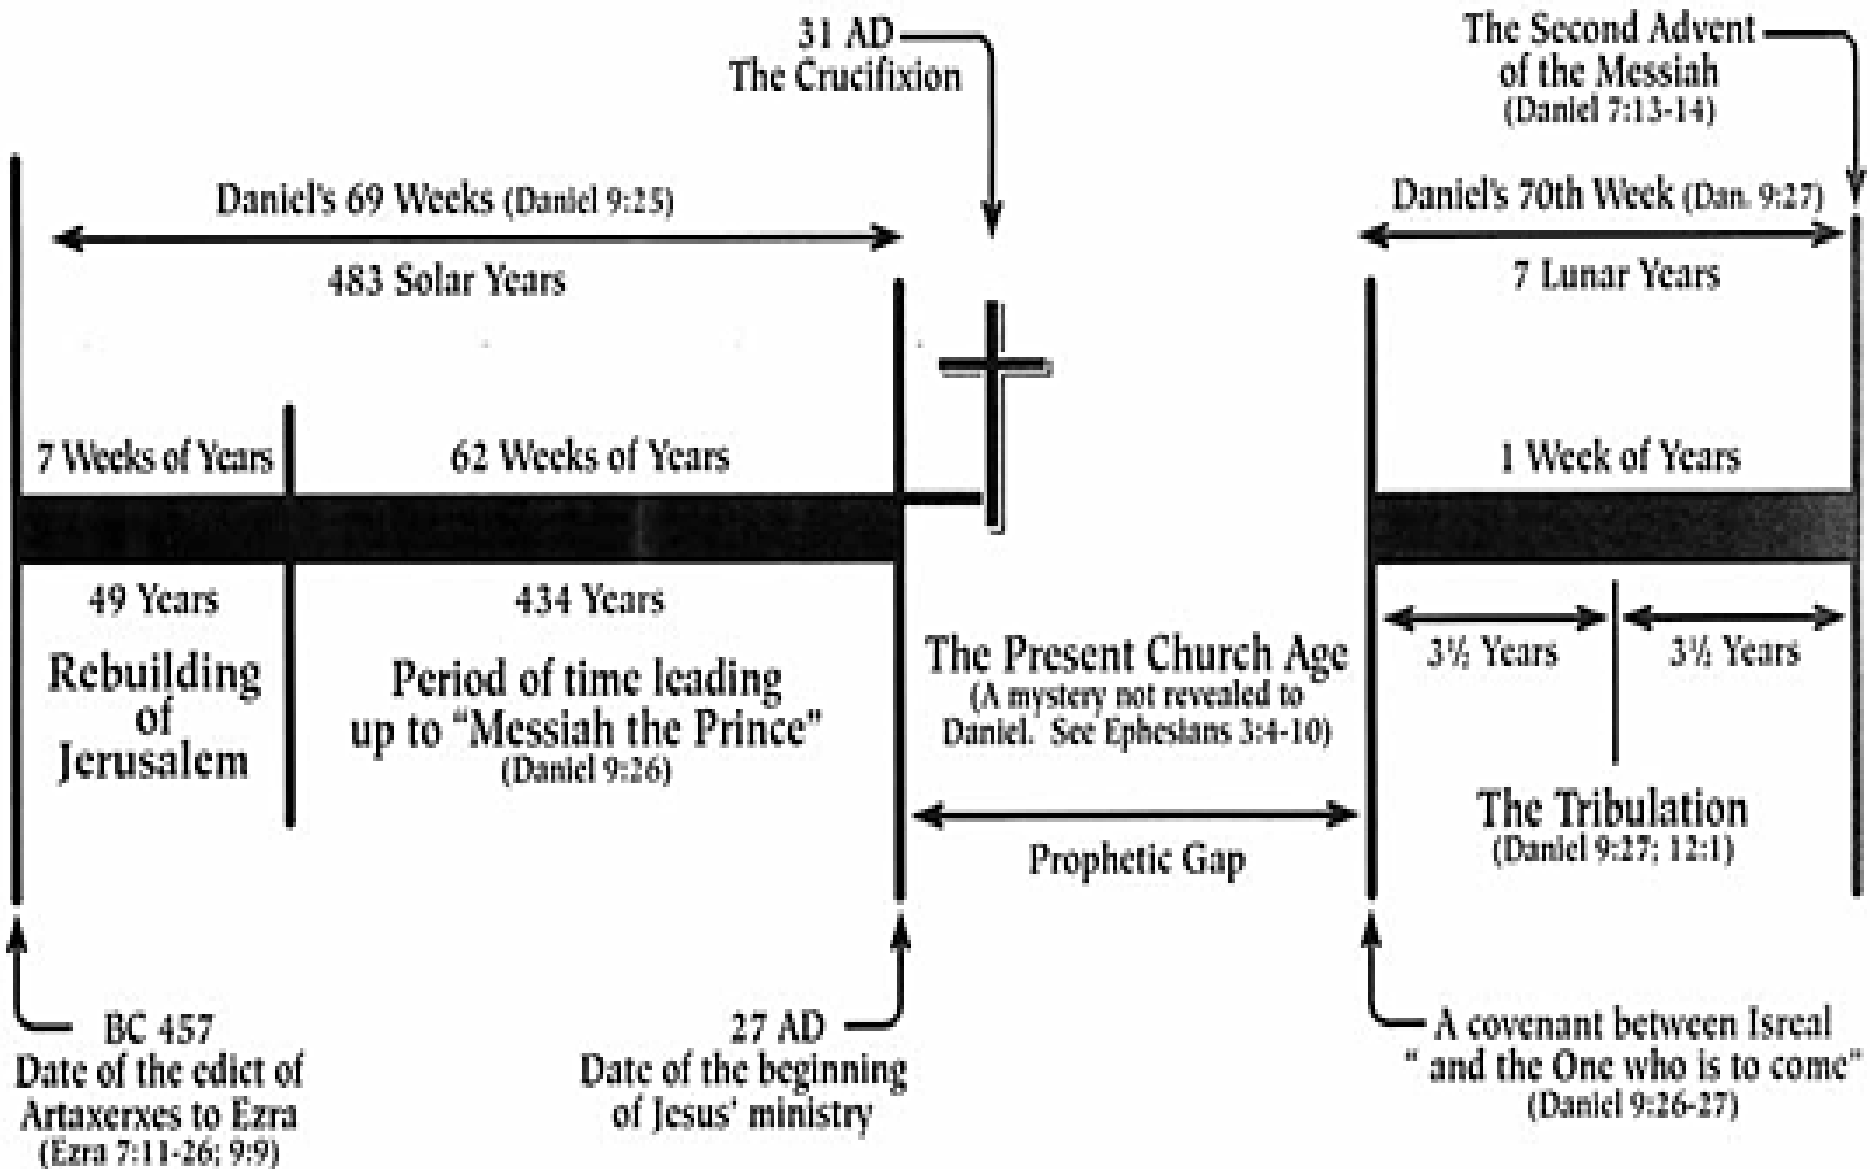 31 AD
The Crucifixion
The Second Advent
of the Messiah
(Daniel 7:13-14)
Daniel's 69 Weeks (Daniel 9:25)
483 Solar Years
Daniel's 70th Week (Dan. 9:27)
7 Lunar Years
7 Weeks of Years
62 Weeks of Years
1 Week of Years
49 Years
Rebuilding
of
Jerusalem
434 Years
Period of time leading
up to "Messiah the Prince"
(Daniel 9:26)
The Present Church Age
(A mystery not revealed to
Daniel. See Ephesians 3:4-10)
Prophetic Gap
3½ Years
3½ Years
The Tribulation
(Daniel 9:27; 12:1)
BC 457
Date of the edict of
Artaxerxes to Ezra
(Ezra 7:11-26; 9:9)
27 AD
Date of the beginning
of Jesus' ministry
A covenant between Isreal
" and the One who is to come"
(Daniel 9:26-27)